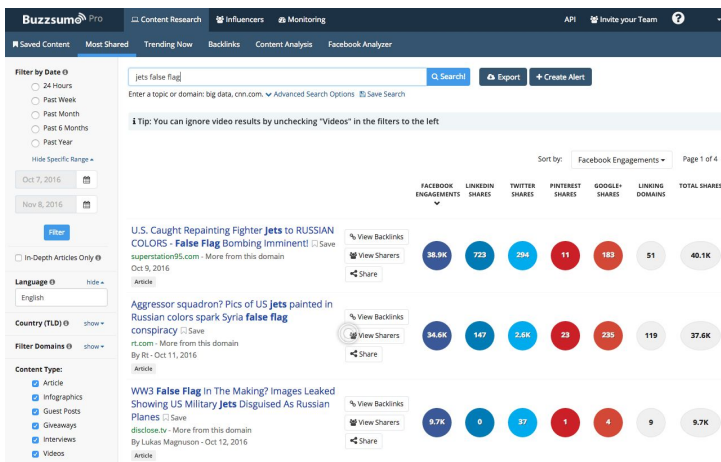 Buzzsumo Pro
Content Research
Influencers
Monitoring
API
Invite your Team
?
Saved Content
Most Shared
Trending Now
Backlinks
Content Analysis
Facebook Analyzer
Filter by Date
24 Hours
Past Week
Past Month
Past 6 Months
Past Year
Hide Specific Range
Oct 7, 2016
Nov 8, 2016
Filter
In-Depth Articles Only
Language hide
English
Country (TLD) show
Filter Domains show
Content Type:
Article
Infographics
Guest Posts
Giveaways
Interviews
Videos
jets false flag
Search!
Export
+ Create Alert
Enter a topic or domain: big data, cnn.com. Advanced Search Options Save Search
i Tip: You can ignore video results by unchecking "Videos" in the filters to the left
Sort by: Facebook Engagements Page 1 of 4
FACEBOOK ENGAGEMENTS
LINKEDIN SHARES
TWITTER SHARES
PINTEREST SHARES
GOOGLE+ SHARES
LINKING DOMAINS
TOTAL SHARES
U.S. Caught Repainting Fighter Jets to RUSSIAN
COLORS - False Flag Bombing Imminent! Save
superstation95.com - More from this domain
Oct 9, 2016
Article
View Backlinks
View Sharers
Share
38.9K 723 294 11 183 51 40.1K
Aggressor squadron? Pics of US jets painted in
Russian colors spark Syria false flag
conspiracy Save
rt.com - More from this domain
By Rt - Oct 11, 2016
Article
View Backlinks
View Sharers
Share
34.6K 147 2.6K 23 235 119 37.6K
WW3 False Flag In The Making? Images Leaked
Showing US Military Jets Disguised As Russian
Planes Save
disclose.tv - More from this domain
By Lukas Magnuson - Oct 12, 2016
Article
View Backlinks
View Sharers
Share
9.7K 0 37 1 4 9 9.7K